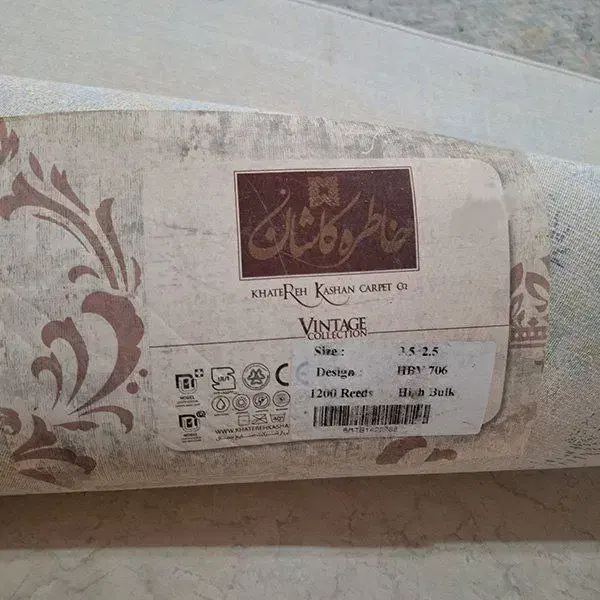 خاطره کاشان
KHATEREH KASHAN CARPET Co
VINTAGE
COLLECTION
Size : 3.5*2.5
Design : HBV 706
1200 Reeds High Bulk
WWW.KHATEREHKASHA